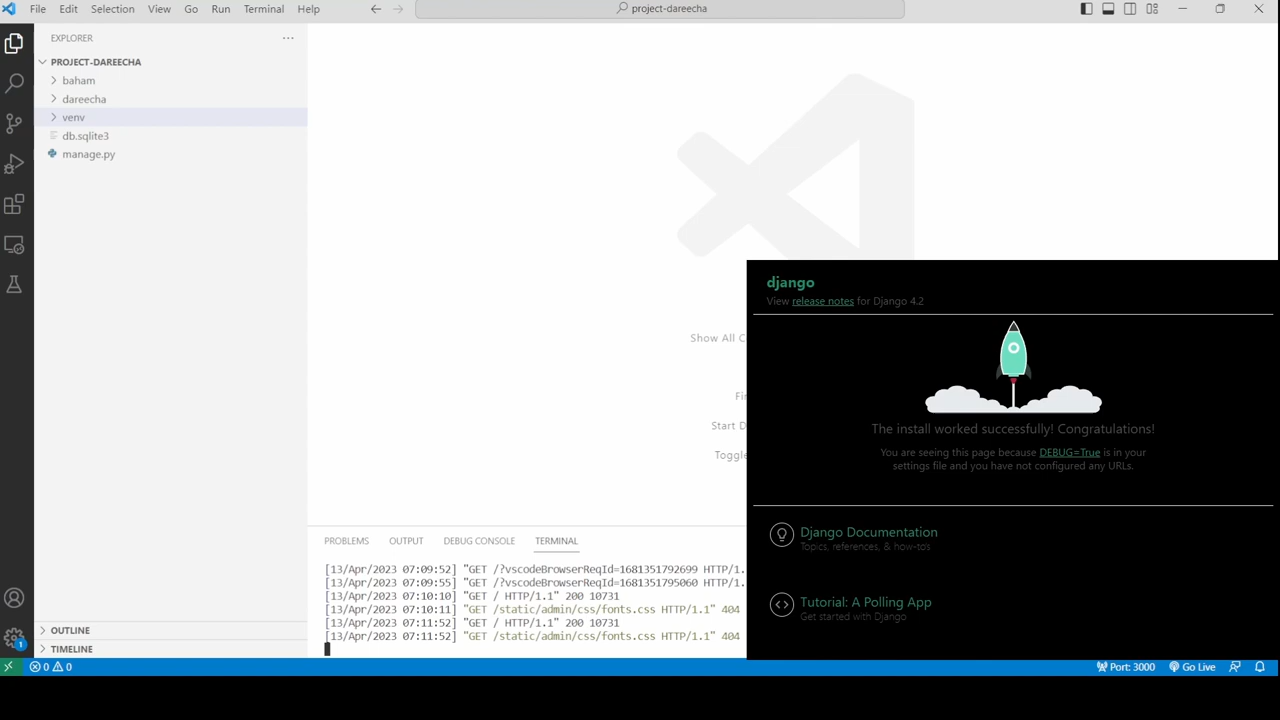 File Edit Selection View Go Run Terminal Help
project-dareecha
EXPLORER
PROJECT-DAREECHA
baham
dareecha
venv
db.sqlite3
manage.py
OUTLINE
TIMELINE
Show All C
Fi
Start D
Toggle
PROBLEMS OUTPUT DEBUG CONSOLE TERMINAL
[13/Apr/2023 07:09:52] "GET /?vscodeBrowserReqId=1681351792699 HTTP/1.
[13/Apr/2023 07:09:55] "GET /?vscodeBrowserReqId=1681351795060 HTTP/1.
[13/Apr/2023 07:10:10] "GET / HTTP/1.1" 200 10731
[13/Apr/2023 07:10:11] "GET /static/admin/css/fonts.css HTTP/1.1" 404
[13/Apr/2023 07:11:52] "GET / HTTP/1.1" 200 10731
[13/Apr/2023 07:11:52] "GET /static/admin/css/fonts.css HTTP/1.1" 404
django
View release notes for Django 4.2
The install worked successfully! Congratulations!
You are seeing this page because DEBUG=True is in your
settings file and you have not configured any URLs.
Django Documentation
Topics, references, & how-to's
Tutorial: A Polling App
Get started with Django
1
0 0
Port: 3000 Go Live